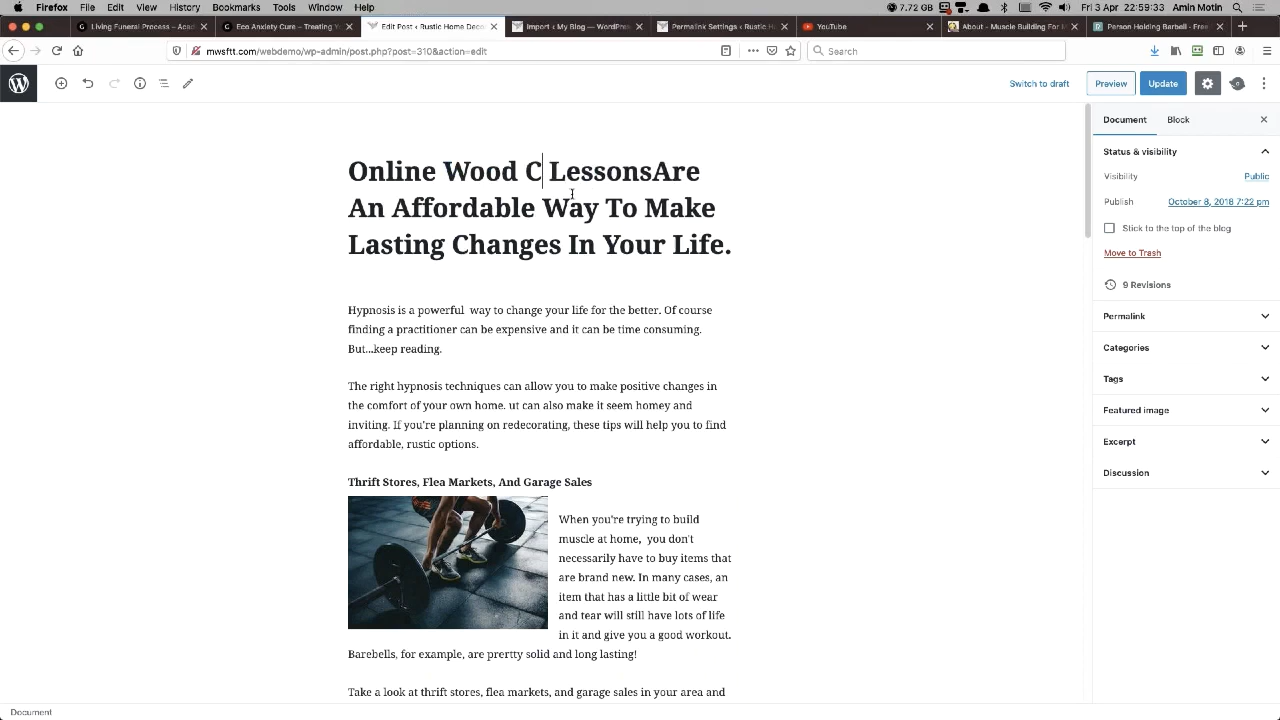 Firefox File Edit View History Bookmarks Tools Window Help
7.72 GB
Living Funeral Process – Acad
Eco Anxiety Cure – Treating Y
Edit Post ‹ Rustic Home Deco
Import ‹ My Blog — WordPres
Permalink Settings ‹ Rustic H
YouTube
About - Muscle Building For
Person Holding Barbell · Free
mwsftt.com/webdemo/wp-admin/post.php?post=310&action=edit
Search
Switch to draft
Preview
Update
Online Wood C LessonsAre
An Affordable Way To Make
Lasting Changes In Your Life.
Hypnosis is a powerful way to change your life for the better. Of course
finding a practitioner can be expensive and it can be time consuming.
But...keep reading.
The right hypnosis techniques can allow you to make positive changes in
the comfort of your own home. ut can also make it seem homey and
inviting. If you're planning on redecorating, these tips will help you to find
affordable, rustic options.
Thrift Stores, Flea Markets, And Garage Sales
When you're trying to build
muscle at home, you don't
necessarily have to buy items that
are brand new. In many cases, an
item that has a little bit of wear
and tear will still have lots of life
in it and give you a good workout.
Barebells, for example, are prertty solid and long lasting!
Take a look at thrift stores, flea markets, and garage sales in your area and
Document
Block
Status & visibility
Visibility
Public
Publish
October 8, 2018 7:22 pm
Stick to the top of the blog
Move to Trash
9 Revisions
Permalink
Categories
Tags
Featured image
Excerpt
Discussion
Document